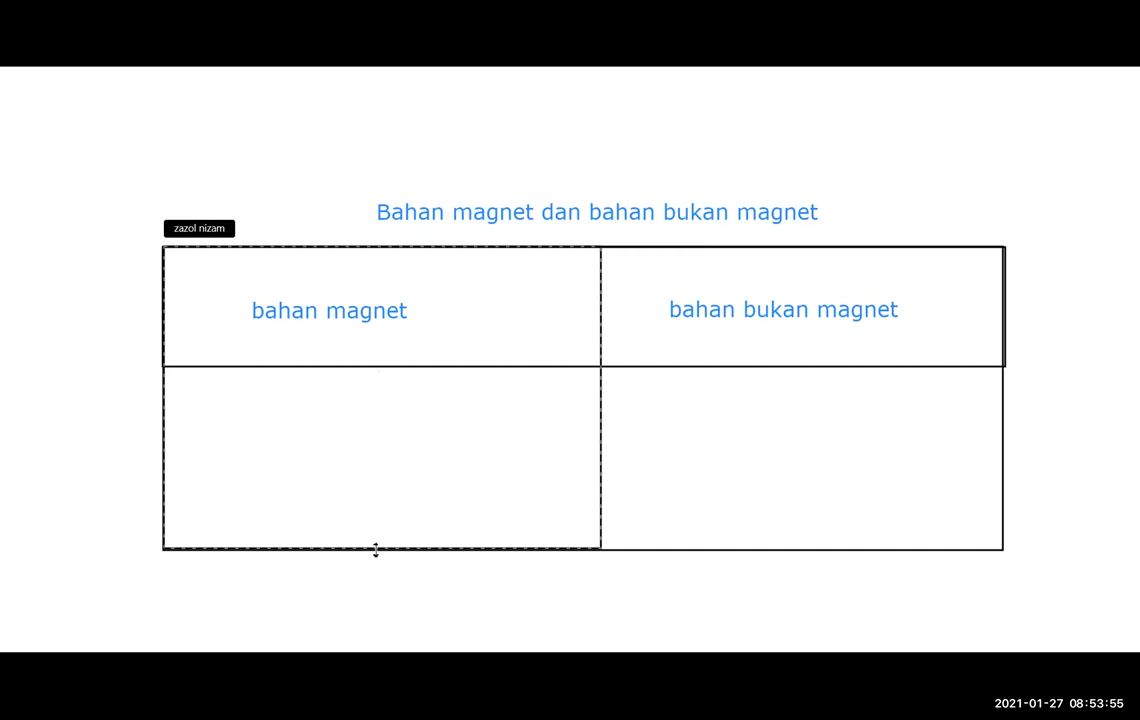 Bahan magnet dan bahan bukan magnet
zazol nizam
bahan magnet
bahan bukan magnet
2021-01-27 08:53:55